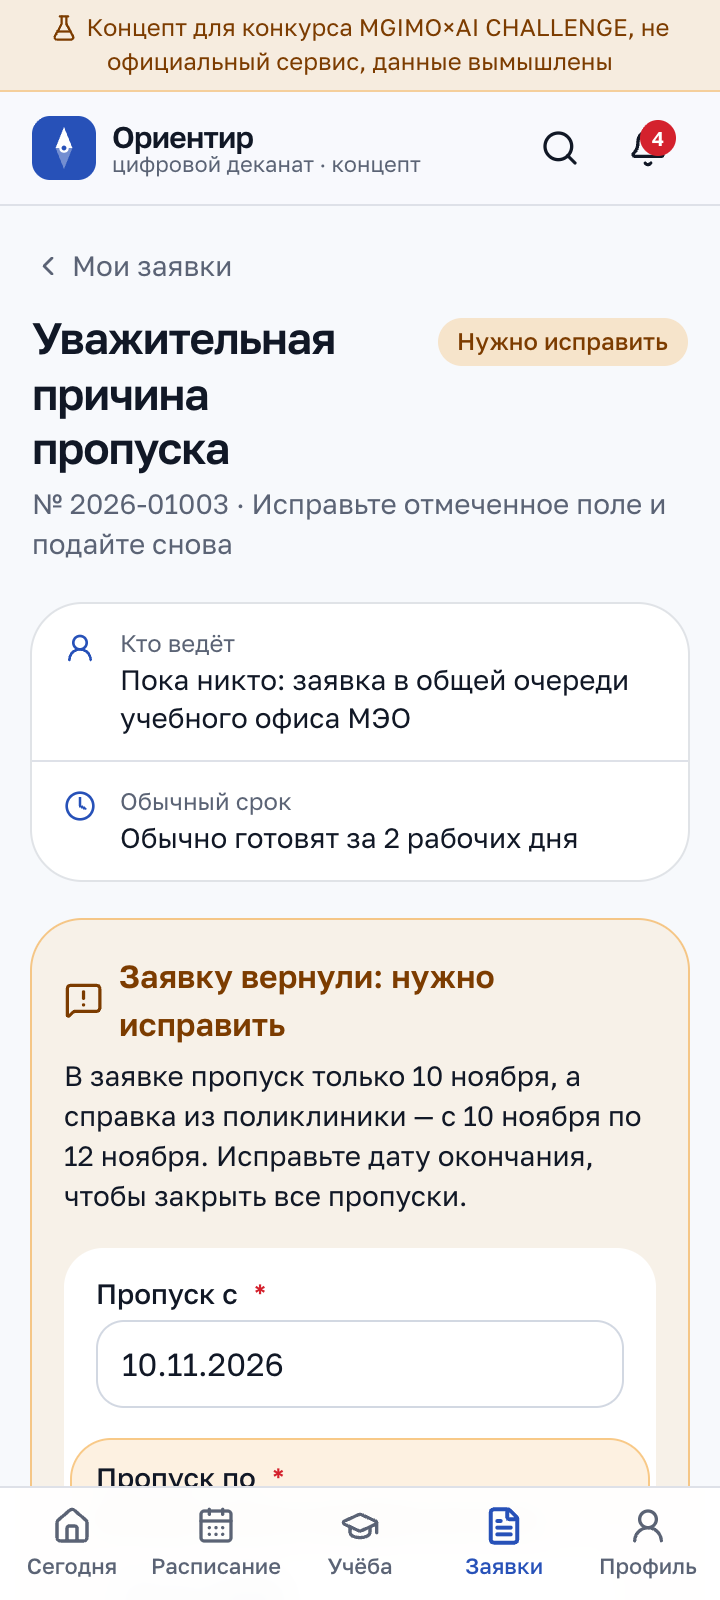 Концепт для конкурса MGIMO×AI CHALLENGE, не
официальный сервис, данные вымышлены
Ориентир
цифровой деканат · концепт
4
Мои заявки
Уважительная
причина
пропуска
Нужно исправить
№ 2026-01003 · Исправьте отмеченное поле и
подайте снова
Кто ведёт
Пока никто: заявка в общей очереди
учебного офиса МЭО
Обычный срок
Обычно готовят за 2 рабочих дня
Заявку вернули: нужно
исправить
В заявке пропуск только 10 ноября, а
справка из поликлиники — с 10 ноября по
12 ноября. Исправьте дату окончания,
чтобы закрыть все пропуски.
Пропуск с *
10.11.2026
Пропуск по *
Сегодня
Расписание
Учёба
Заявки
Профиль